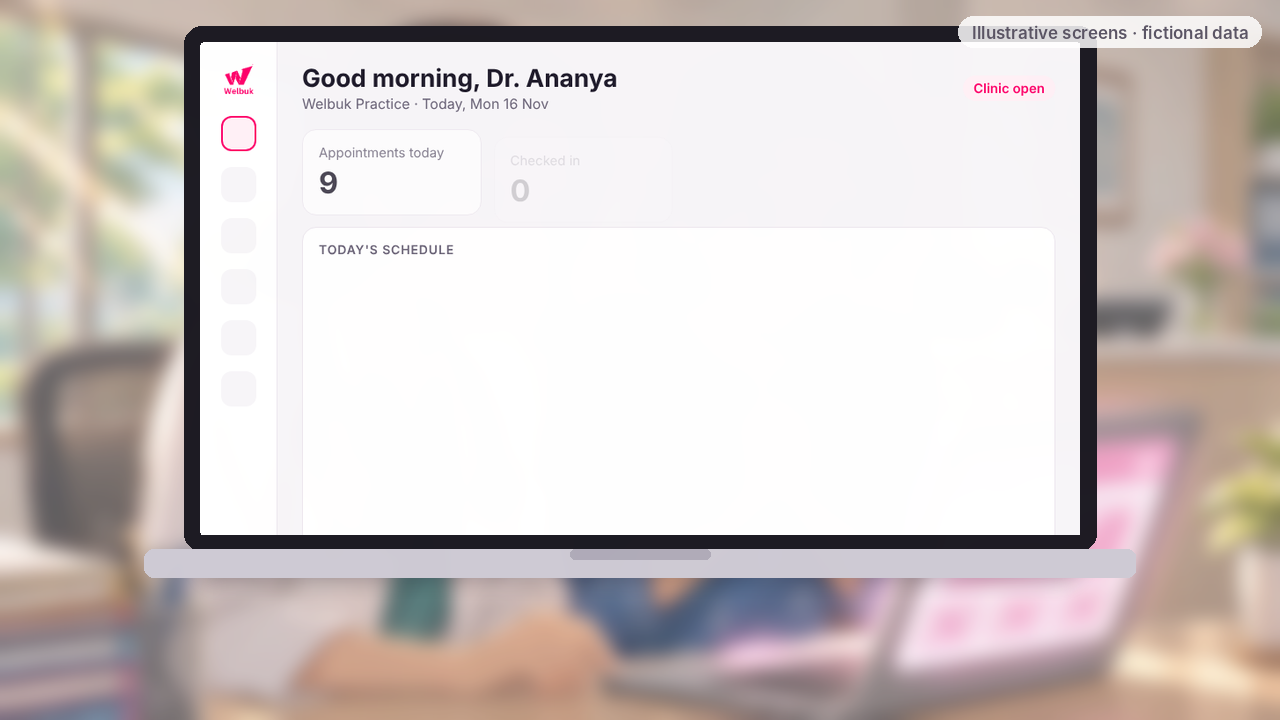 Illustrative screens · fictional data
Welbuk
Good morning, Dr. Ananya
Welbuk Practice · Today, Mon 16 Nov
Clinic open
Appointments today
9
Checked in
0
TODAY'S SCHEDULE